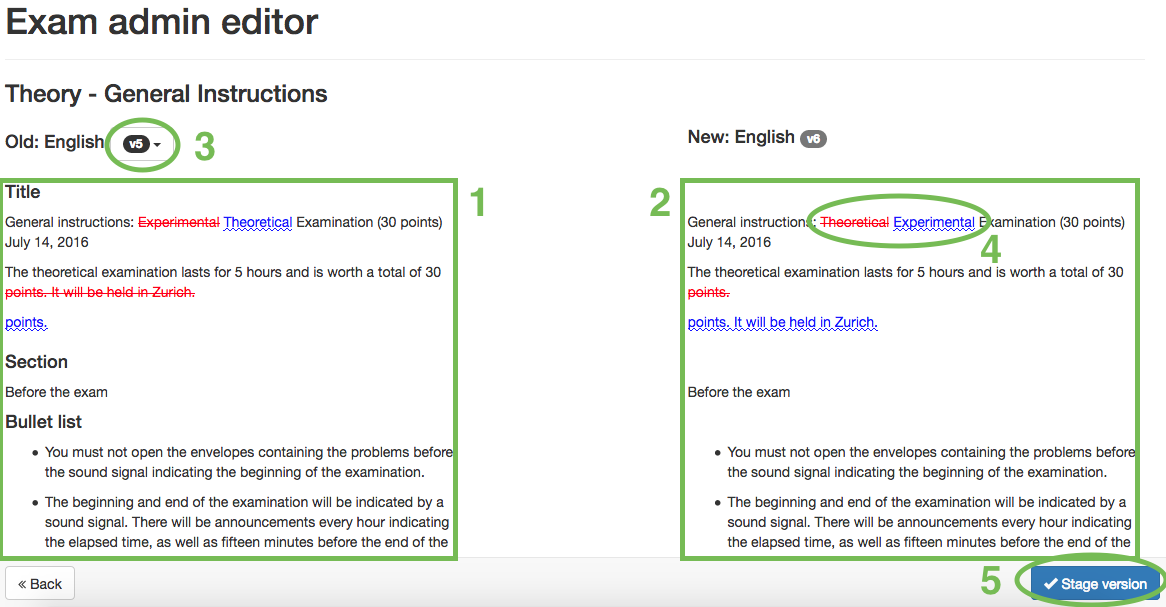 Exam admin editor
Theory - General Instructions
Old: English v5 3
New: English v6
1
2
Title
General instructions: Experimental Theoretical Examination (30 points)
July 14, 2016
The theoretical examination lasts for 5 hours and is worth a total of 30
points. It will be held in Zurich.
points.
Section
Before the exam
Bullet list
• You must not open the envelopes containing the problems before
the sound signal indicating the beginning of the examination.
• The beginning and end of the examination will be indicated by a
sound signal. There will be announcements every hour indicating
the elapsed time, as well as fifteen minutes before the end of the
General instructions: Theoretical Experimental Examination (30 points)
4
July 14, 2016
The theoretical examination lasts for 5 hours and is worth a total of 30
points.
points. It will be held in Zurich.
Before the exam
• You must not open the envelopes containing the problems before
the sound signal indicating the beginning of the examination.
• The beginning and end of the examination will be indicated by a
sound signal. There will be announcements every hour indicating
the elapsed time, as well as fifteen minutes before the end of the
« Back
5
✔ Stage version